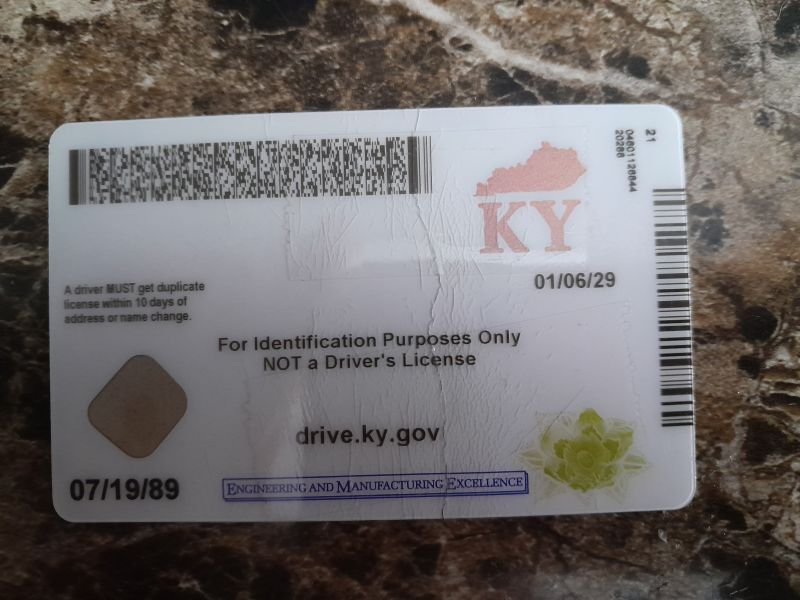 21
04601128844
20288
KY
01/06/29
A driver MUST get duplicate
license within 10 days of
address or name change.
For Identification Purposes Only
NOT a Driver's License
drive.ky.gov
07/19/89
ENGINEERING AND MANUFACTURING EXCELLENCE